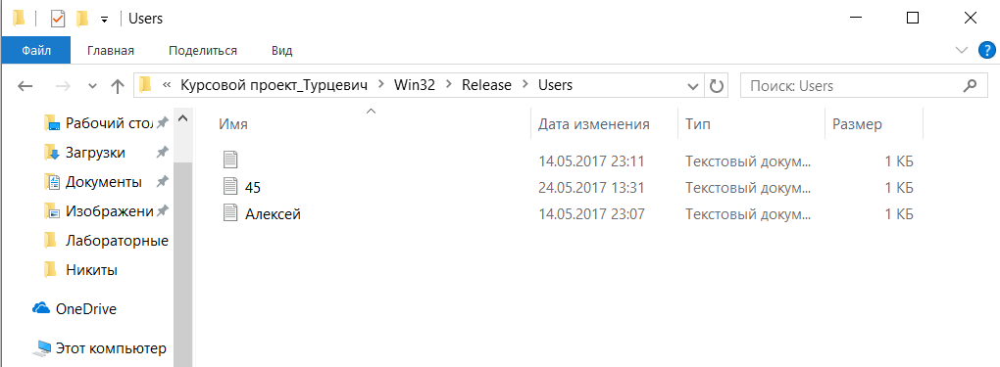 Users
Файл Главная Поделиться Вид
« Курсовой проект_Турцевич Win32 Release Users Поиск: Users
Рабочий стол Имя Дата изменения Тип Размер
Загрузки 14.05.2017 23:11 Текстовый докум... 1 КБ
Документы 45 24.05.2017 13:31 Текстовый докум... 1 КБ
Изображени Алексей 14.05.2017 23:07 Текстовый докум... 1 КБ
Лабораторные
Никиты
OneDrive
Этот компьютер